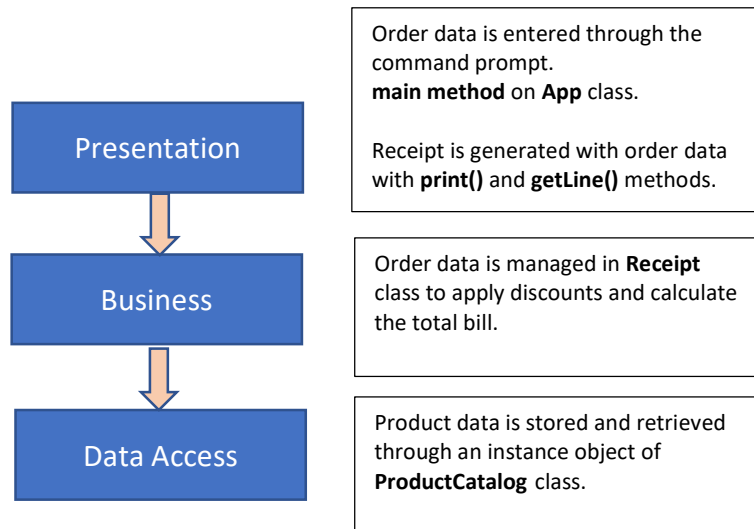 Presentation
Order data is entered through the
command prompt.
main method on App class.
Receipt is generated with order data
with print() and getLine() methods.
Business
Order data is managed in Receipt
class to apply discounts and calculate
the total bill.
Data Access
Product data is stored and retrieved
through an instance object of
ProductCatalog class.